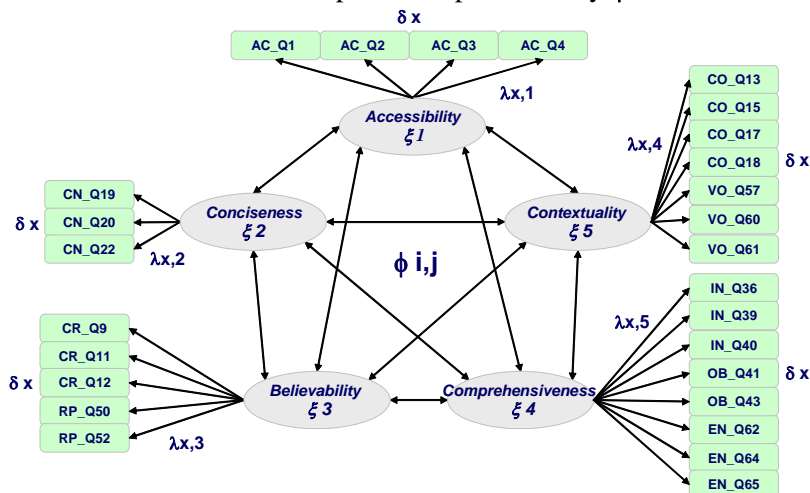 δ x
AC_Q1
AC_Q2
AC_Q3
AC_Q4
λx,1
Accessibility
ξ 1
CO_Q13
CO_Q15
CO_Q17
CO_Q18
VO_Q57
VO_Q60
VO_Q61
λx,4
δ x
CN_Q19
CN_Q20
CN_Q22
δ x
λx,2
Conciseness
ξ 2
Contextuality
ξ 5
ϕ i,j
CR_Q9
CR_Q11
CR_Q12
RP_Q50
RP_Q52
δ x
λx,3
Believability
ξ 3
Comprehensiveness
ξ 4
λx,5
IN_Q36
IN_Q39
IN_Q40
OB_Q41
OB_Q43
EN_Q62
EN_Q64
EN_Q65
δ x